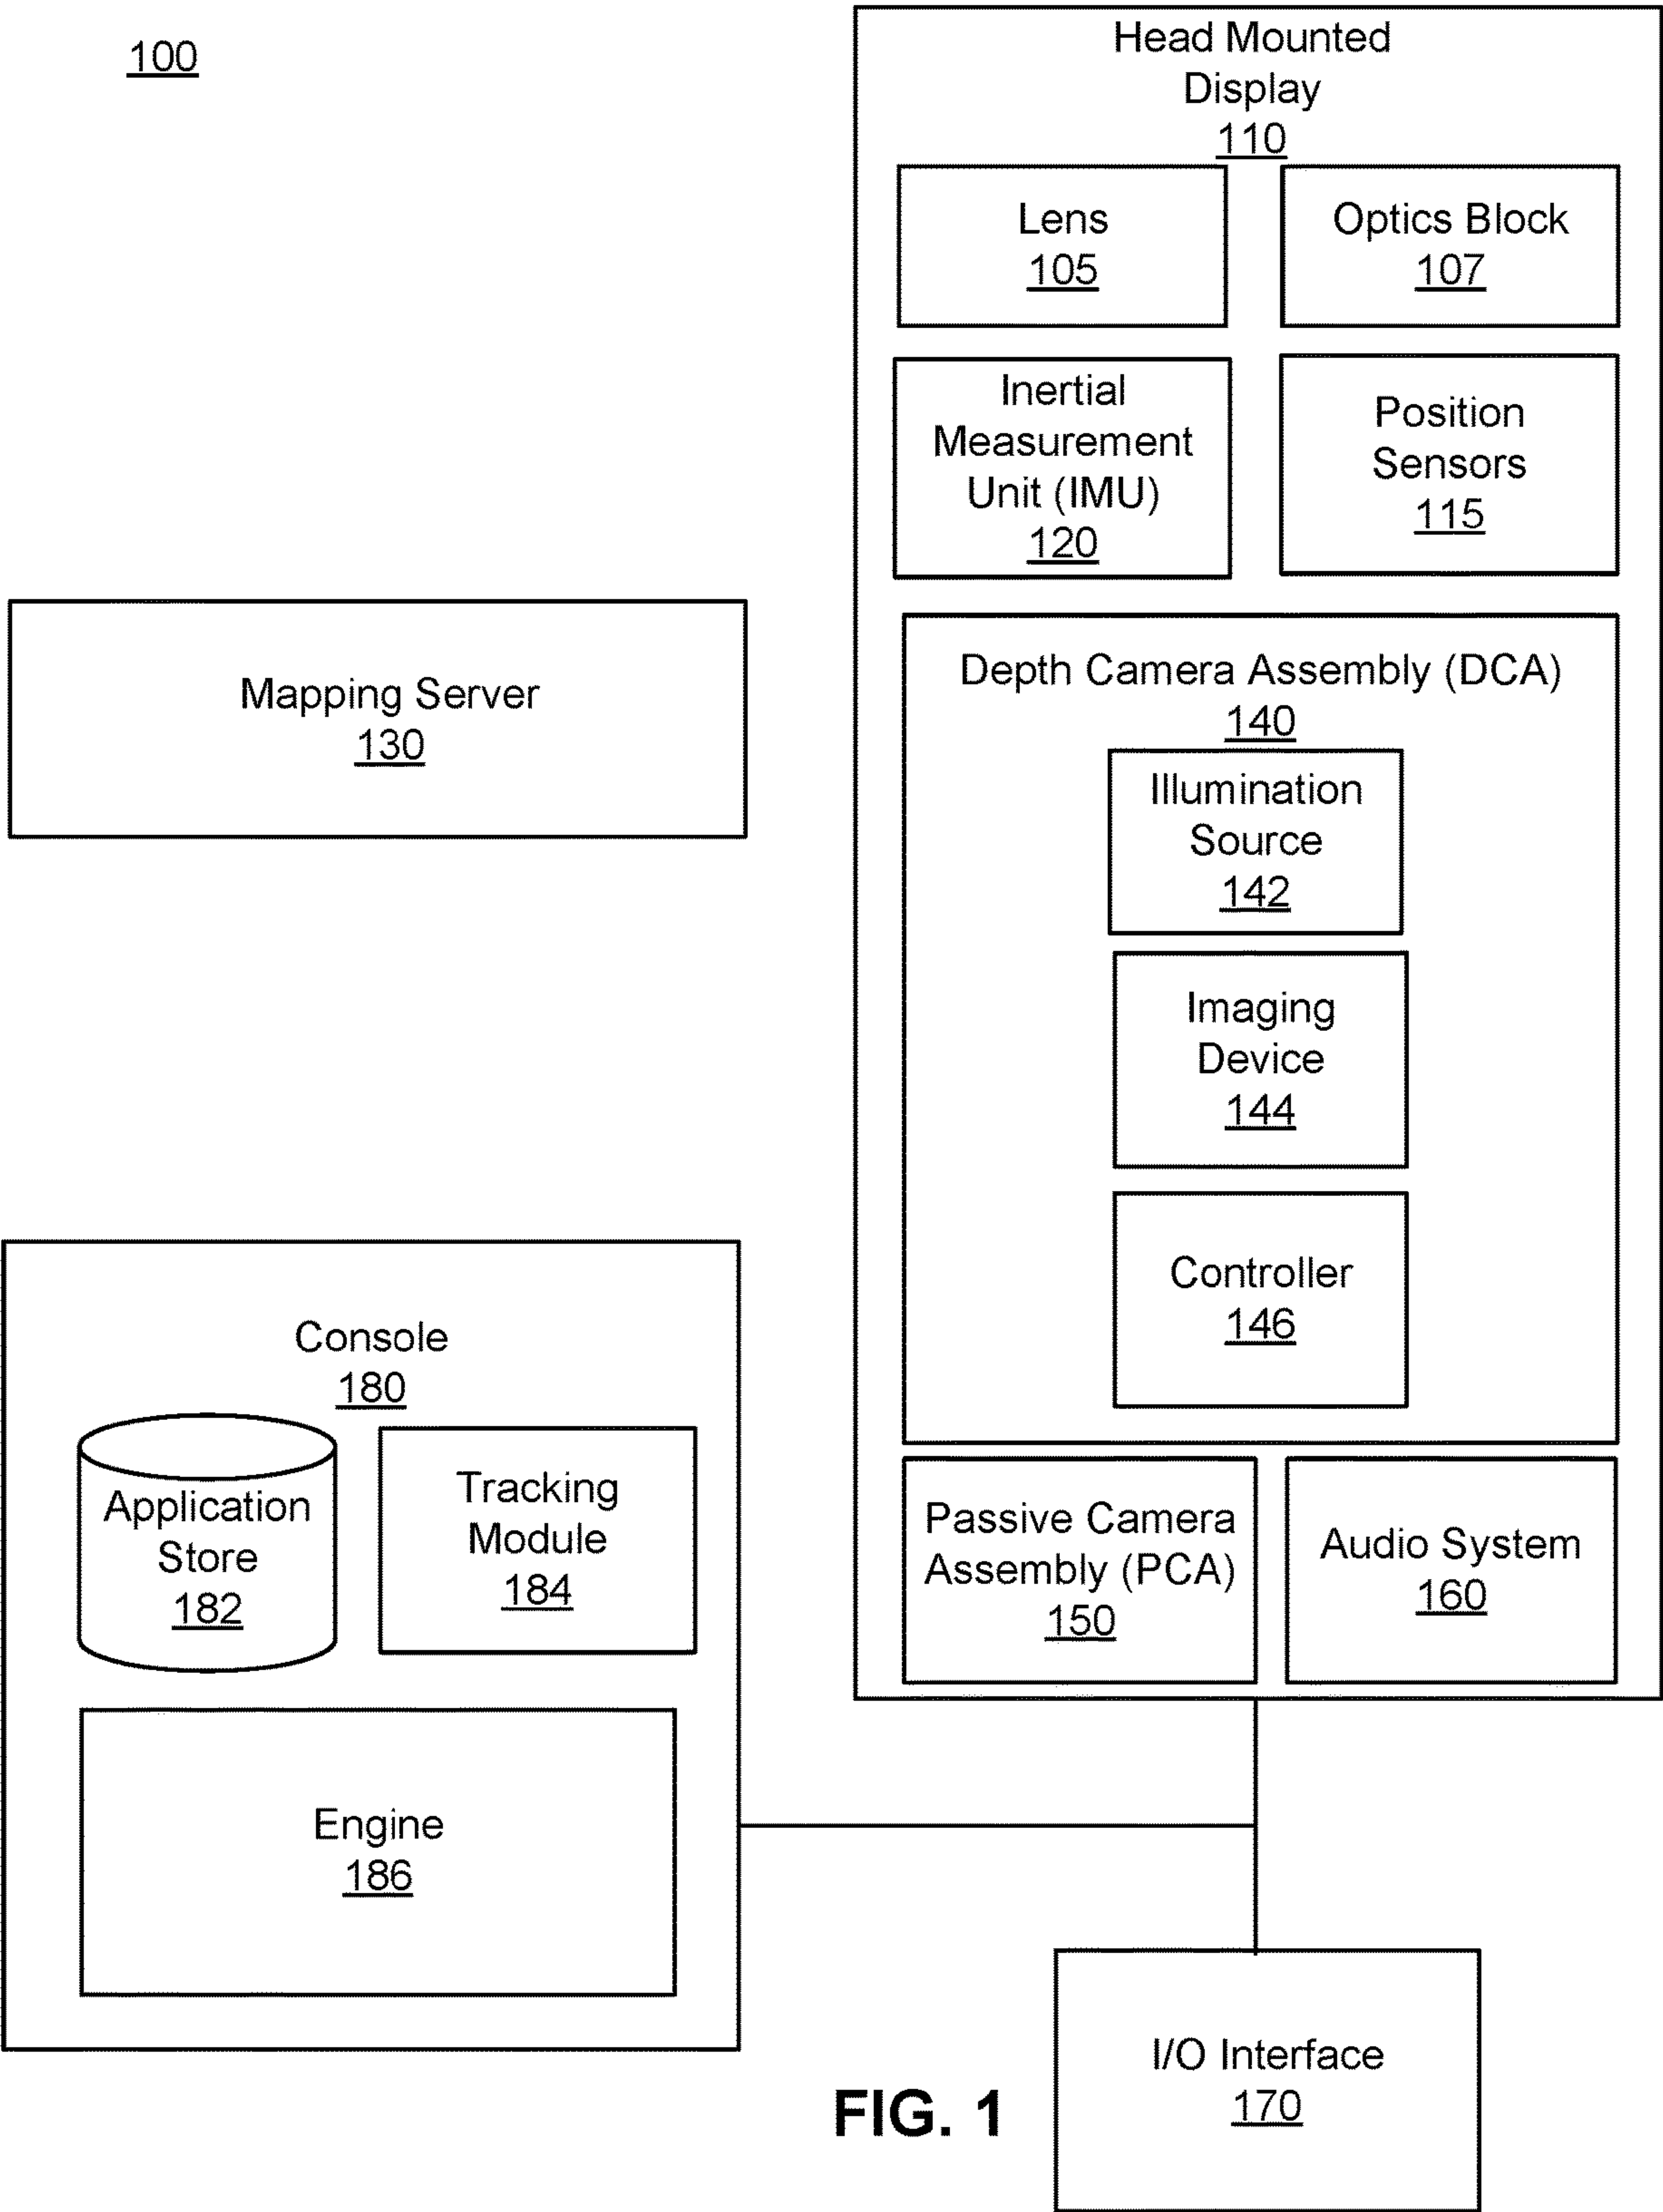 100
Head Mounted
Display
110
Lens
105
Optics Block
107
Inertial
Measurement
Unit (IMU)
120
Position
Sensors
115
Mapping Server
130
Depth Camera Assembly (DCA)
140
Illumination
Source
142
Imaging
Device
144
Controller
146
Console
180
Application
Store
182
Tracking
Module
184
Passive Camera
Assembly (PCA)
150
Audio System
160
Engine
186
I/O Interface
170
FIG. 1